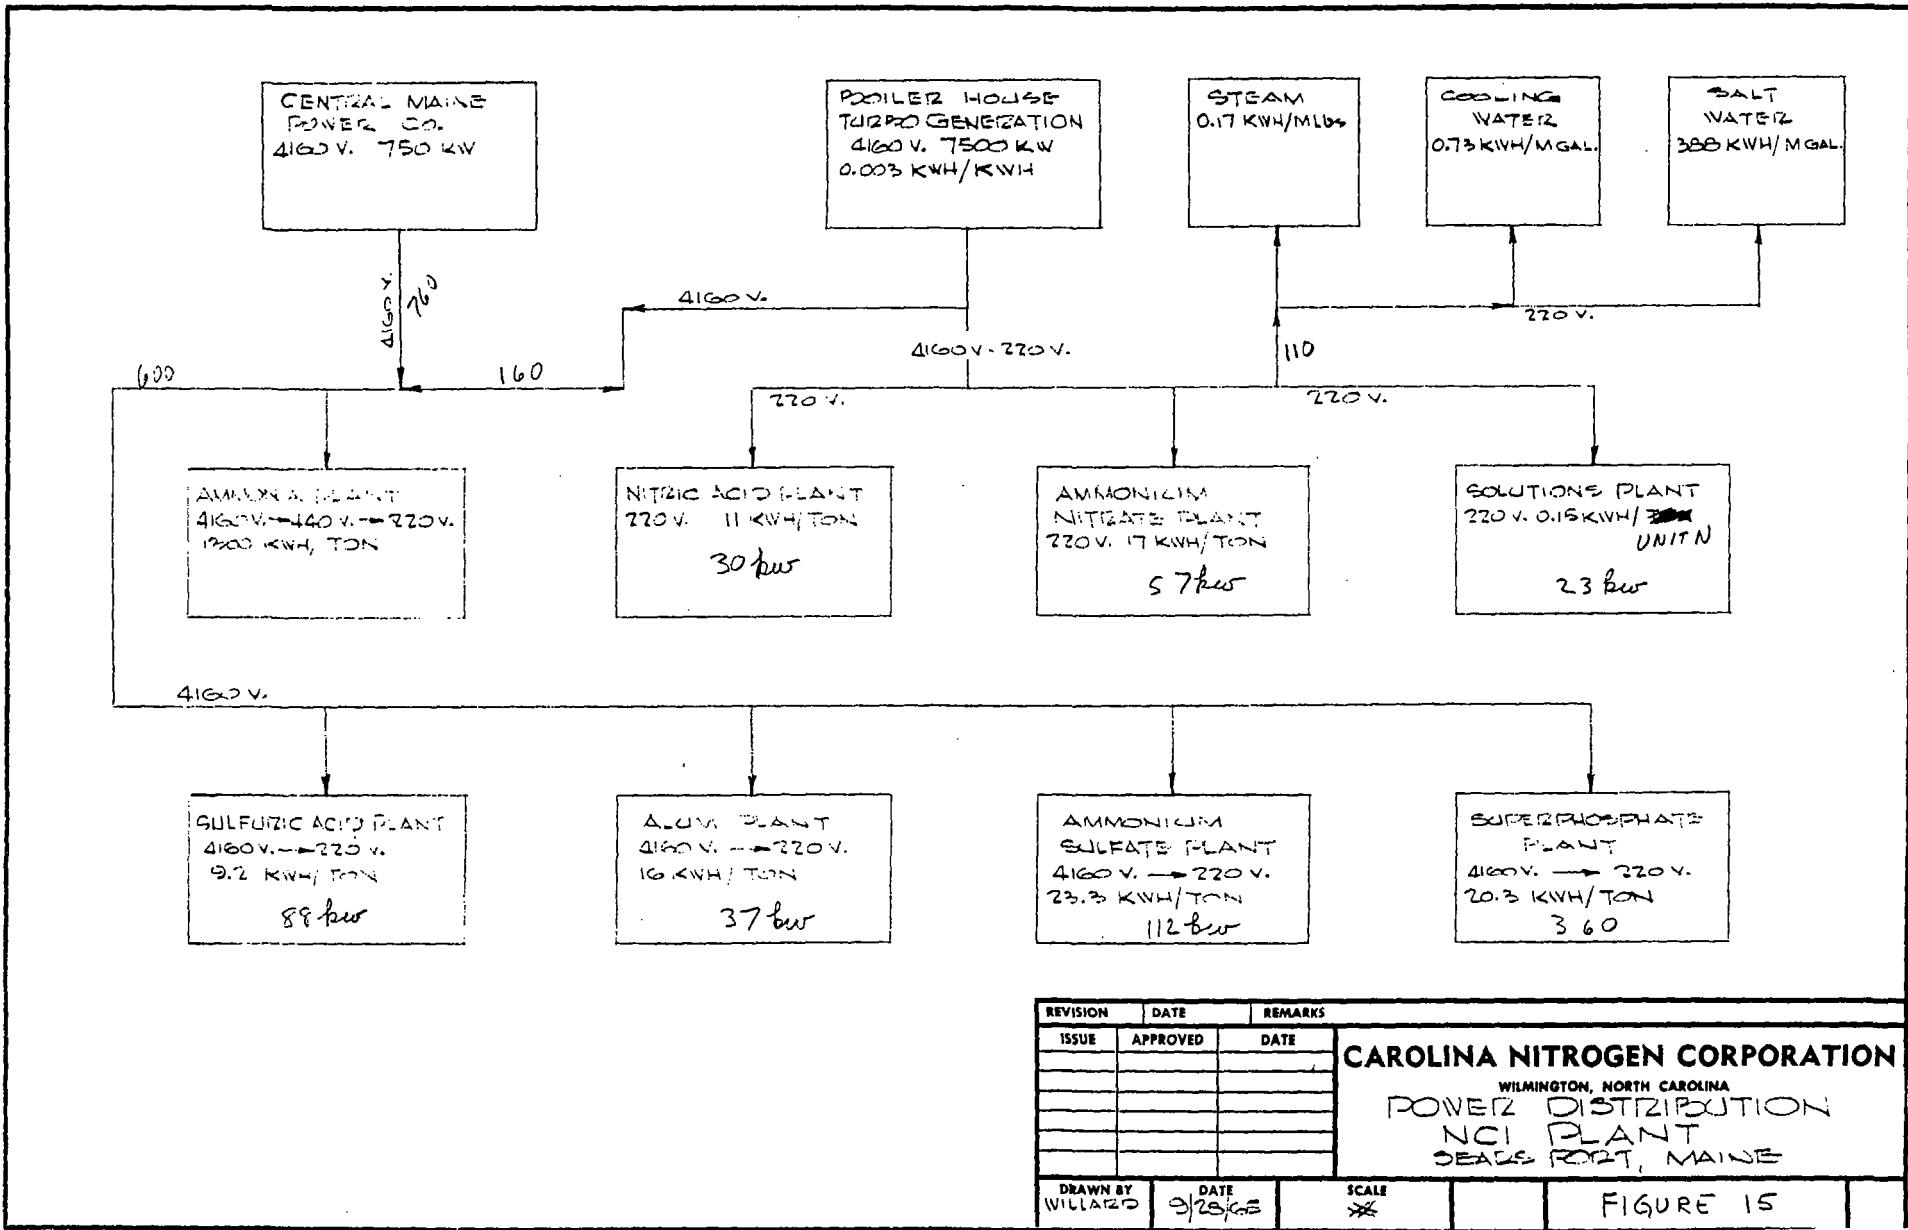 CENTRAL MAINE
POWER CO.
4160 V. 750 KW
BOILER HOUSE
TURBO GENERATION
4160 V. 7500 KW
0.003 KWH/KWH
STEAM
0.17 KWH/M Lbs
COOLING
WATER
0.73 KWH/M GAL.
SALT
WATER
388 KWH/M GAL.
4160 V.
760
4160 V.
220 V.
600
160
4160 V - 220 V.
110
220 V.
220 V.
AMMONIA PLANT
4160 V. → 440 V. → 220 V.
1300 KWH/TON
NITRIC ACID PLANT
220 V. 11 KWH/TON
30 kw
AMMONIUM
NITRATE PLANT
220 V. 17 KWH/TON
57 kw
SOLUTIONS PLANT
220 V. 0.15 KWH/
UNIT N
23 kw
4160 V.
SULFURIC ACID PLANT
4160 V. → 220 V.
9.2 KWH/TON
88 kw
ALUM PLANT
4160 V. → 220 V.
16 KWH/TON
37 kw
AMMONIUM
SULFATE PLANT
4160 V. → 220 V.
23.3 KWH/TON
112 kw
SUPERPHOSPHATE
PLANT
4160 V. → 220 V.
20.3 KWH/TON
360
REVISION DATE REMARKS
ISSUE APPROVED DATE
CAROLINA NITROGEN CORPORATION
WILMINGTON, NORTH CAROLINA
POWER DISTRIBUTION
NCI PLANT
SEARS PORT, MAINE
DRAWN BY
WILLARD
DATE
9/28/65
SCALE
FIGURE 15